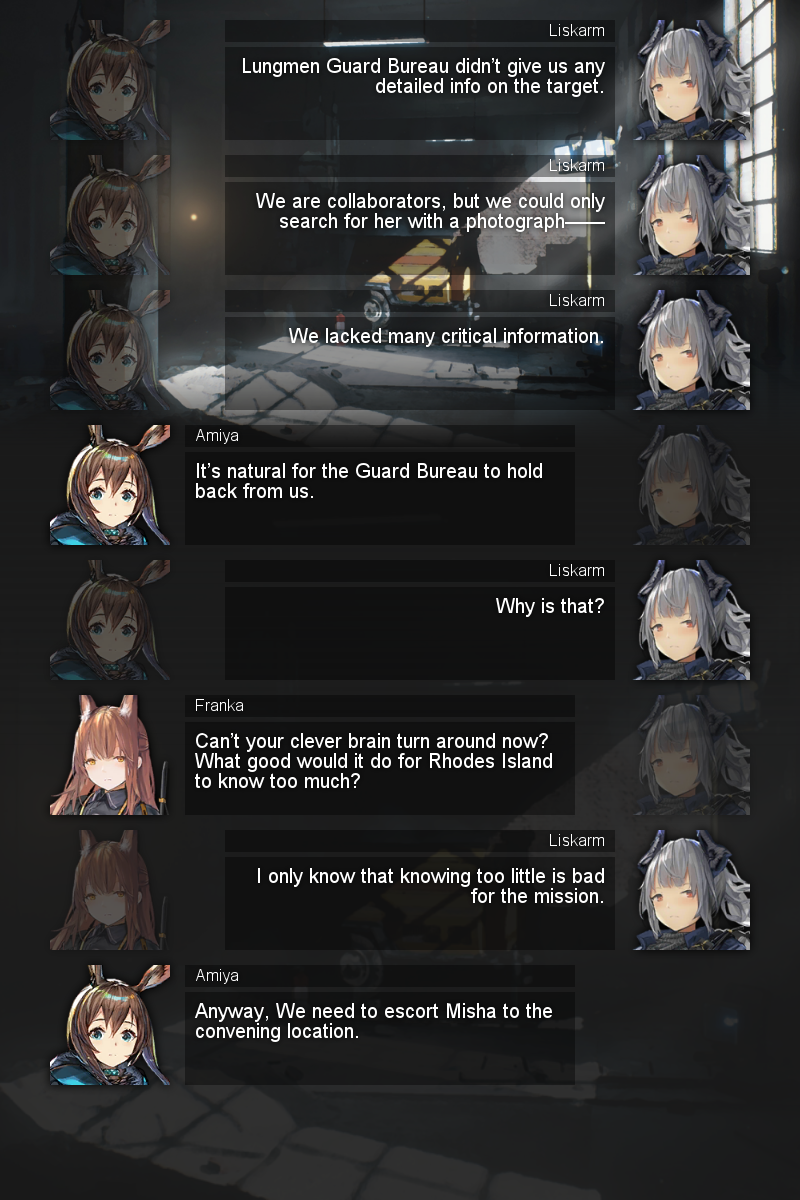 Liskarm
Lungmen Guard Bureau didn't give us any
detailed info on the target.
Liskarm
We are collaborators, but we could only
search for her with a photograph——
Liskarm
We lacked many critical information.
Amiya
It's natural for the Guard Bureau to hold
back from us.
Liskarm
Why is that?
Franka
Can't your clever brain turn around now?
What good would it do for Rhodes Island
to know too much?
Liskarm
I only know that knowing too little is bad
for the mission.
Amiya
Anyway, We need to escort Misha to the
convening location.